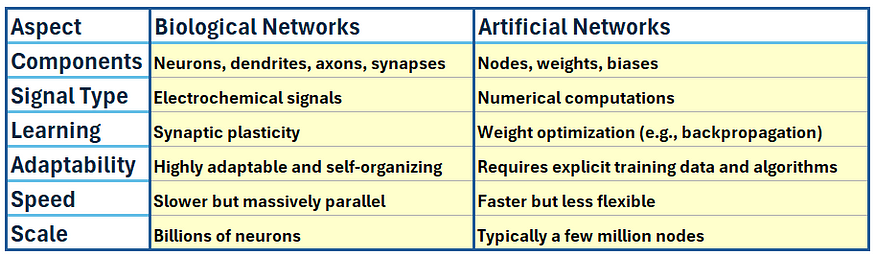 Aspect Biological Networks Artificial Networks
Components Neurons, dendrites, axons, synapses Nodes, weights, biases
Signal Type Electrochemical signals Numerical computations
Learning Synaptic plasticity Weight optimization (e.g., backpropagation)
Adaptability Highly adaptable and self-organizing Requires explicit training data and algorithms
Speed Slower but massively parallel Faster but less flexible
Scale Billions of neurons Typically a few million nodes